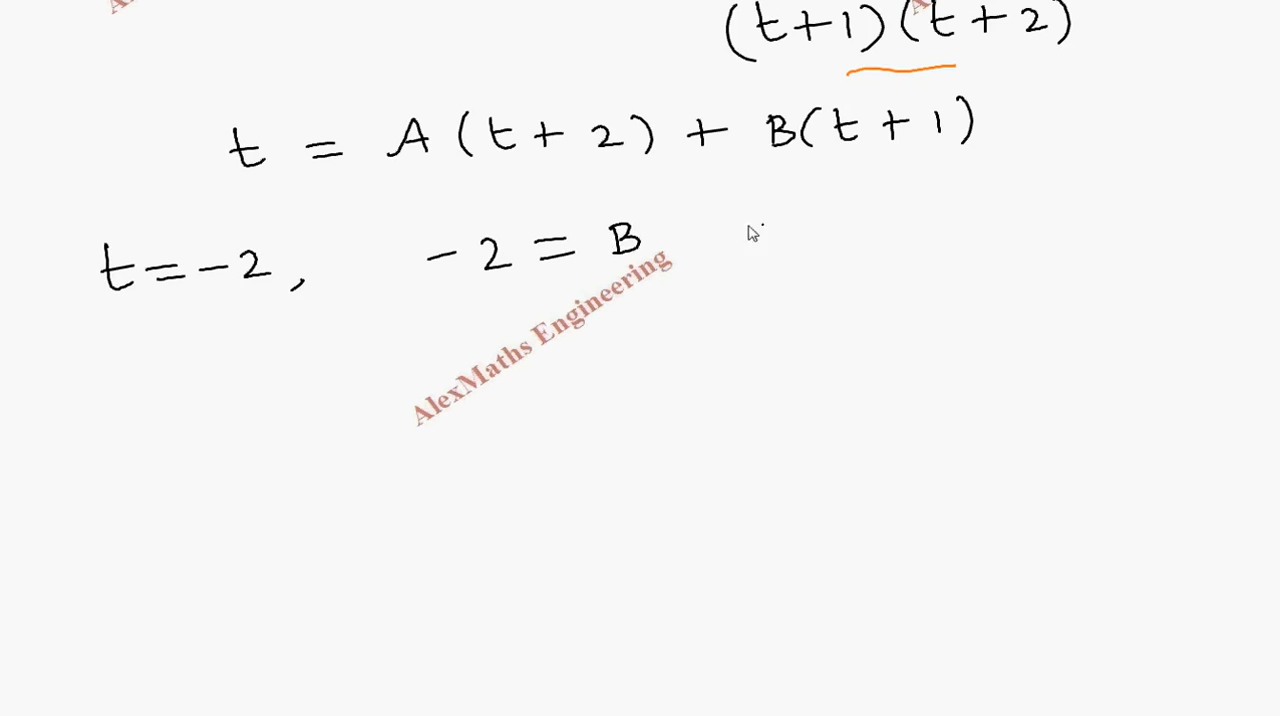 (t+1)(t+2)
t = A(t+2) + B(t+1)
t=-2, -2 = B
AlexMaths Engineering